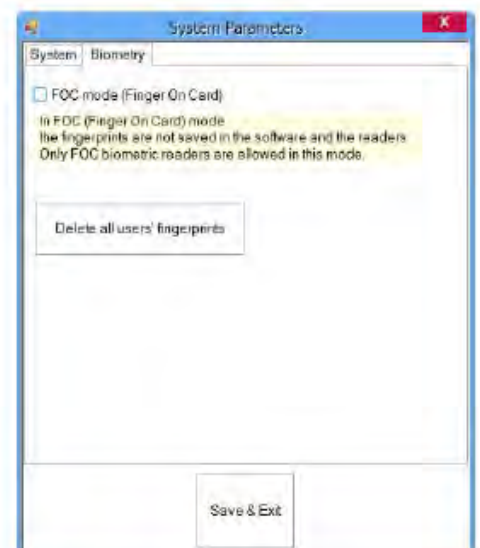 System Parameters
X
System Biometry
FOC mode (Finger On Card)
In FOC (Finger On Card) mode
the fingerprints are not saved in the software and the readers
Only FOC biometric readers are allowed in this mode.
Delete all users' fingerprints
Save & Exit